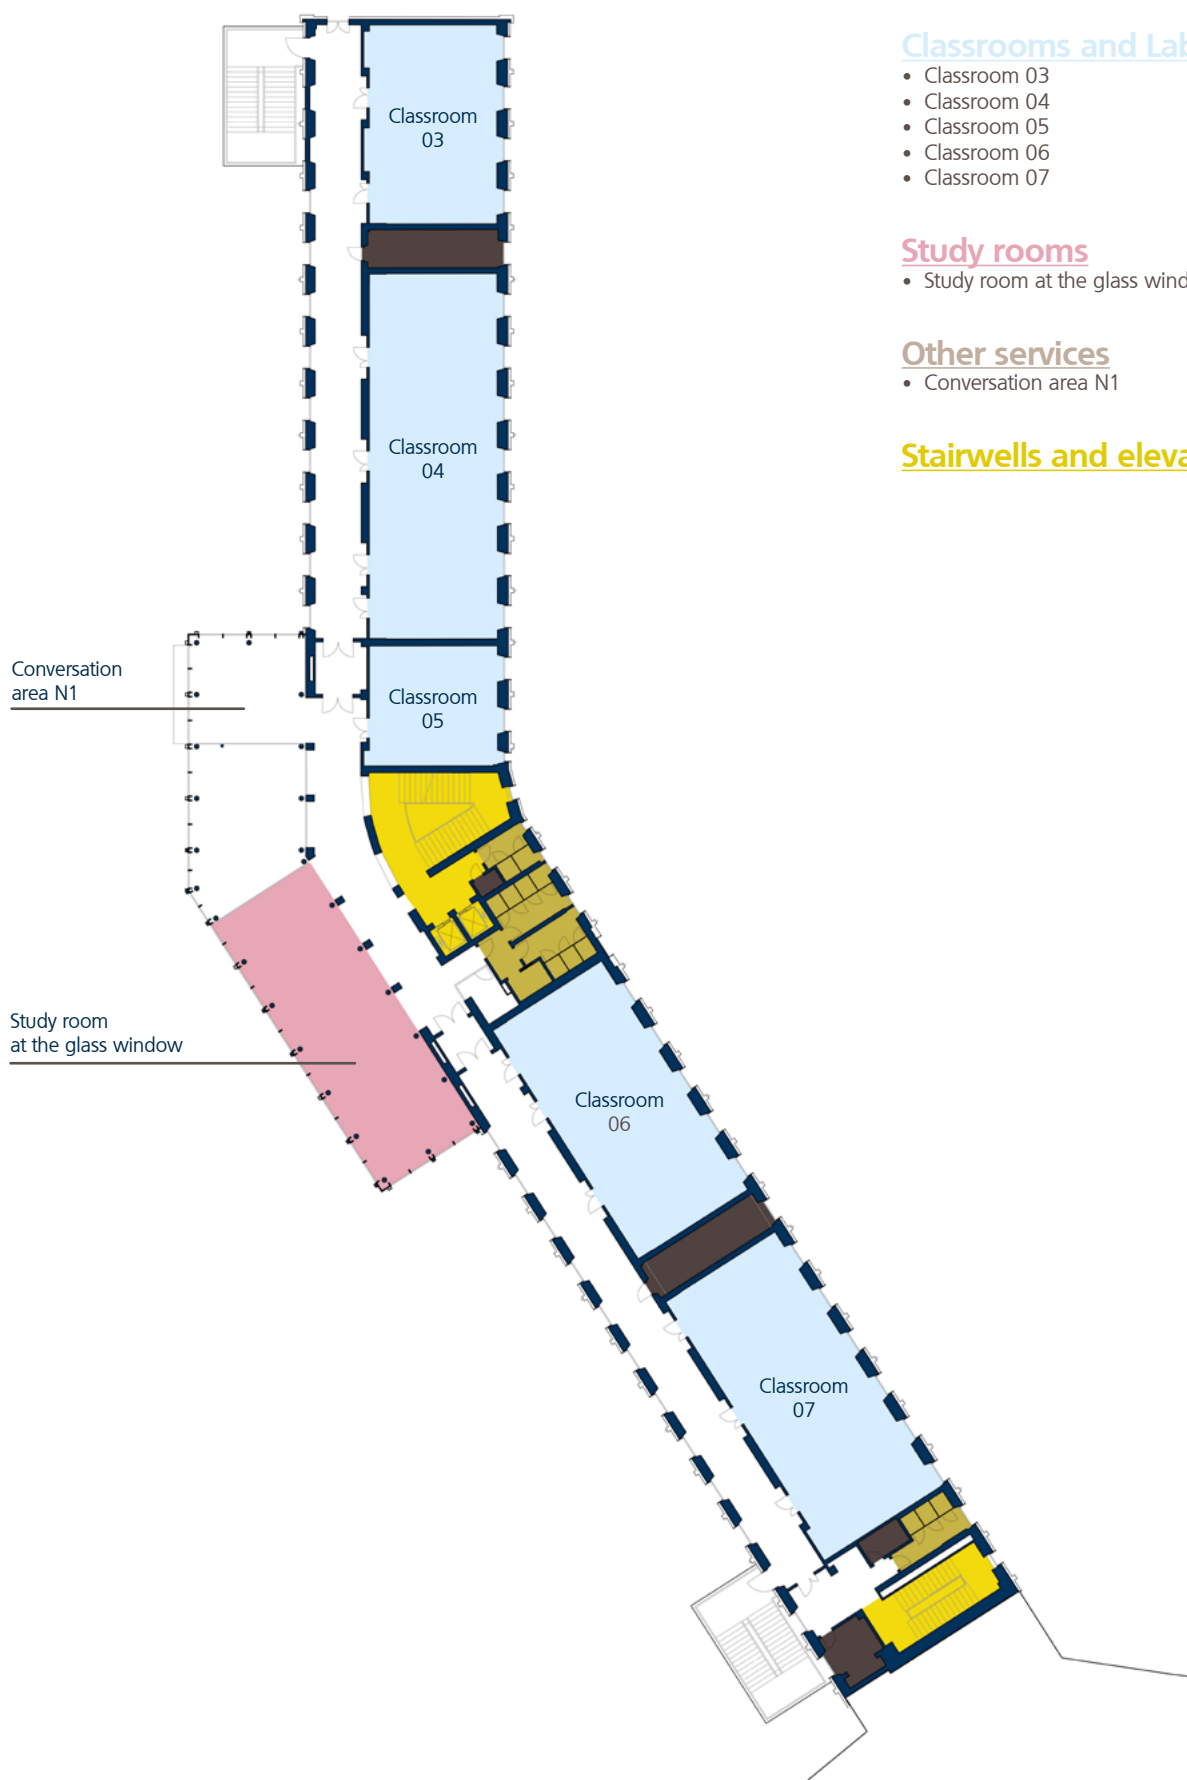 Classrooms and Lab
• Classroom 03
• Classroom 04
• Classroom 05
• Classroom 06
• Classroom 07
Study rooms
• Study room at the glass wind
Other services
• Conversation area N1
Stairwells and eleva
Classroom
03
Classroom
04
Classroom
05
Conversation
area N1
Study room
at the glass window
Classroom
06
Classroom
07